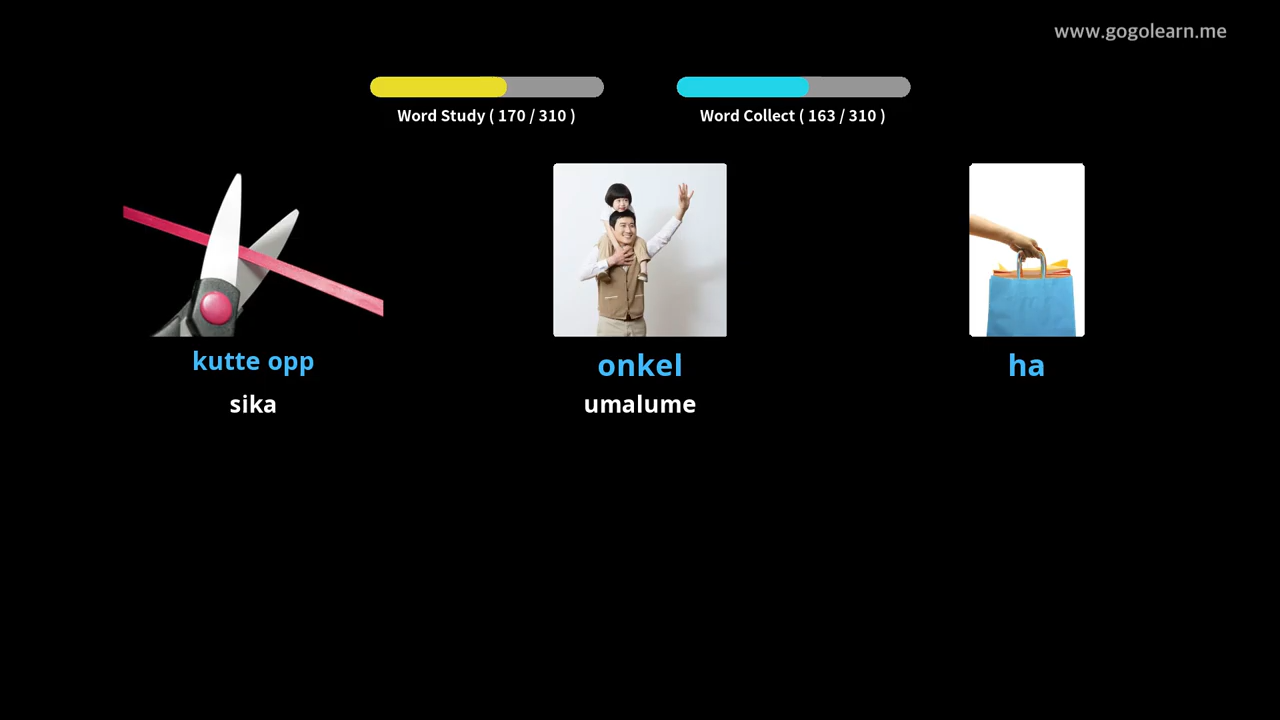 www.gogolearn.me
Word Study ( 170 / 310 )
Word Collect ( 163 / 310 )
kutte opp
onkel
ha
sika
umalume